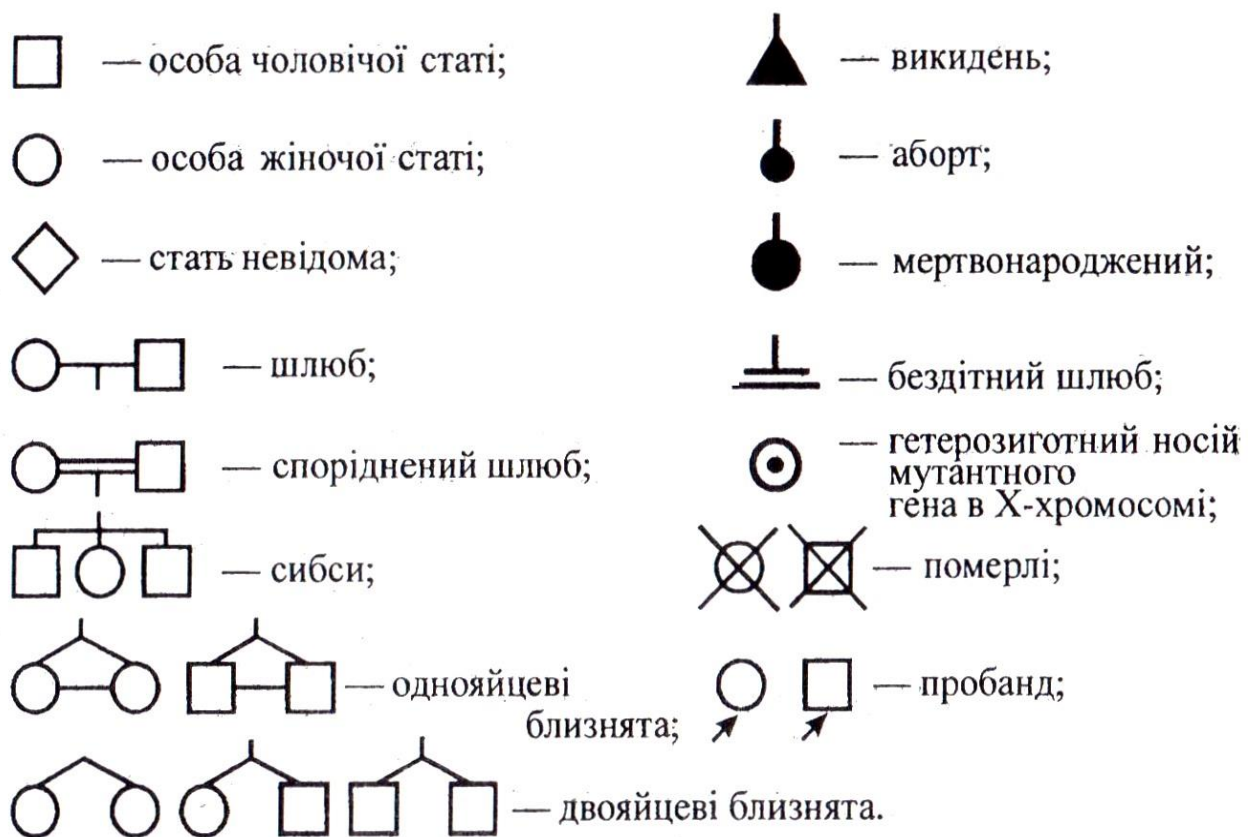 — особа чоловічої статі;
— особа жіночої статі;
— стать невідома;
— шлюб;
— споріднений шлюб;
— сибси;
— однояйцеві
близнята;
— двояйцеві близнята.
— викидень;
— аборт;
— мертвонароджений;
— бездітний шлюб;
— гетерозиготний носій
мутантного
гена в Х-хромосомі;
— померлі;
— пробанд;